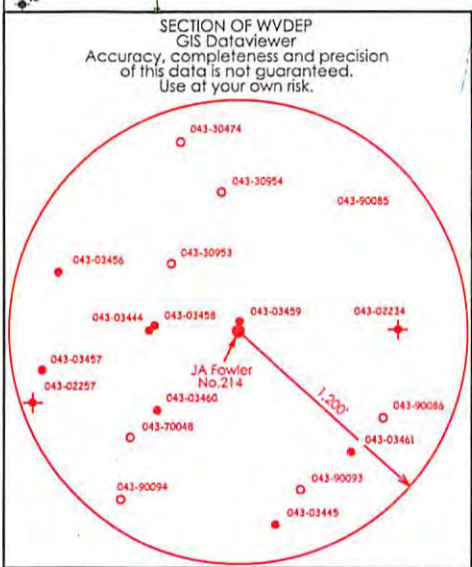 SECTION OF WVDEP
GIS Dataviewer
Accuracy, completeness and precision
of this data is not guaranteed.
Use at your own risk.
043-30474
043-30954
043-90085
043-30953
043-03456
043-03459
043-03444
043-03458
043-02234
043-03457
JA Fowler
No.214
1,200'
043-02257
043-03460
043-90086
043-70048
043-03461
043-90094
043-90093
043-03445